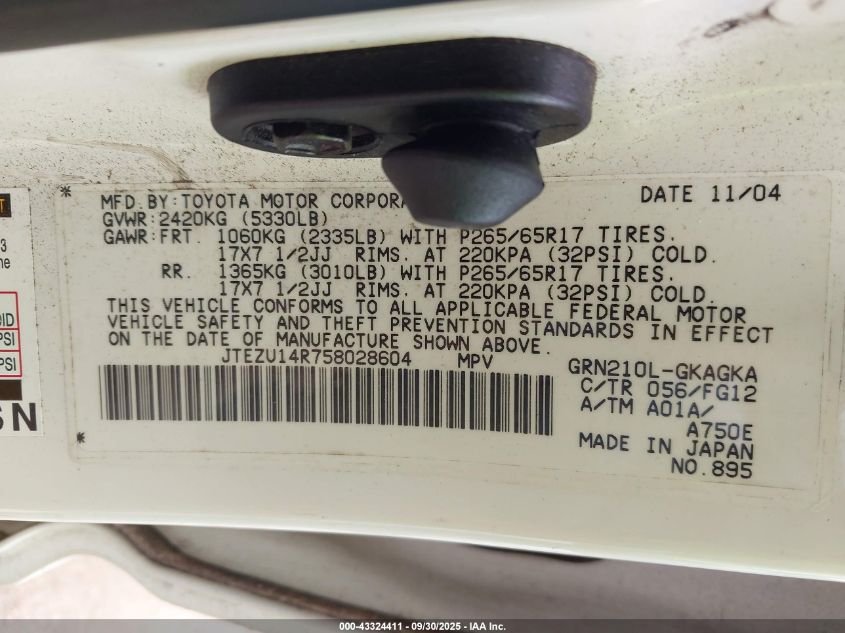 * MFD.BY:TOYOTA MOTOR DATE 11/04
GVWR:2420KG (5330LB)
GAWR:FRT. 1060KG (2335LB) WITH P265/65R17 TIRES.
17X7 1/2JJ RIMS. AT 220KPA (32PSI) COLD.
RR. 1365KG (3010LB) WITH P265/65R17 TIRES.
17X7 1/2JJ RIMS. AT 220KPA (32PSI) COLD.
THIS VEHICLE CONFORMS TO ALL APPLICABLE FEDERAL MOTOR
VEHICLE SAFETY AND THEFT PREVENTION STANDARDS IN EFFECT
ON THE DATE OF MANUFACTURE SHOWN ABOVE.
JTEZU14R758028604 MPV
GRN210L-GKAGKA
C/TR 056/FG12
A/TM A01A/
A750E
* MADE IN JAPAN
NO.895
000-43324411 - 09/30/2025 - IAA Inc.